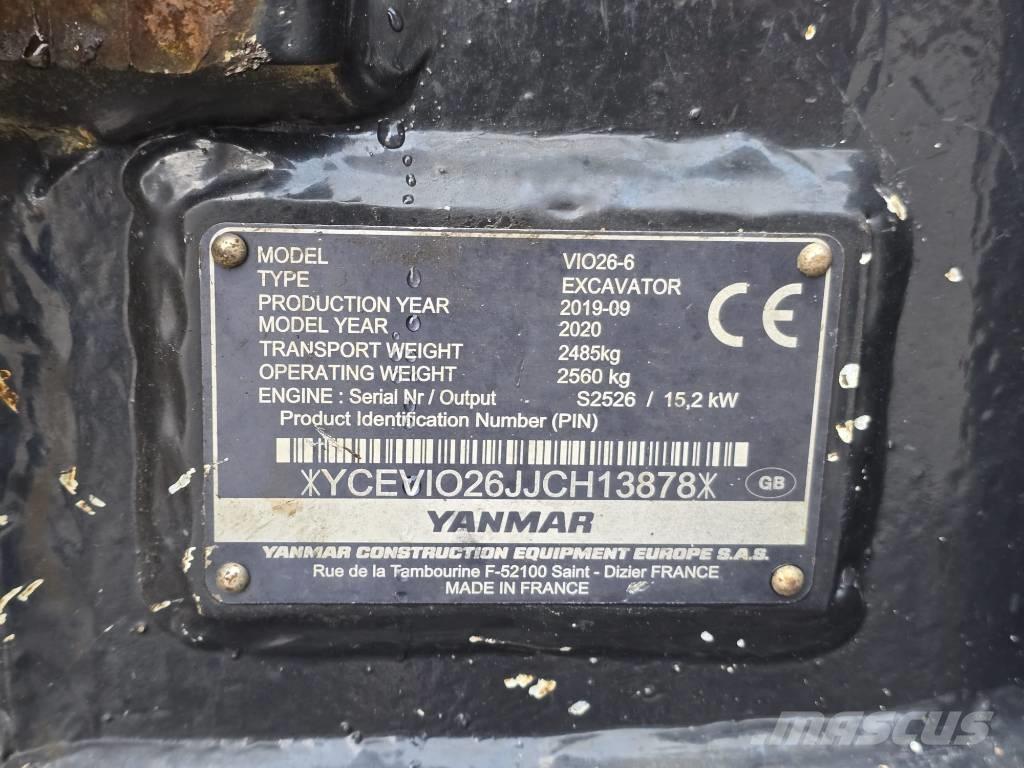 MODEL VIO26-6
TYPE EXCAVATOR
PRODUCTION YEAR 2019-09
MODEL YEAR 2020
TRANSPORT WEIGHT 2485kg
OPERATING WEIGHT 2560 kg
ENGINE : Serial Nr / Output S2526 / 15,2 kW
CE
Product Identification Number (PIN)
*YCEVIO26JJCH13878*
GB
YANMAR
YANMAR CONSTRUCTION EQUIPMENT EUROPE S.A.S.
Rue de la Tambourine F-52100 Saint - Dizier FRANCE
MADE IN FRANCE
MASCUS